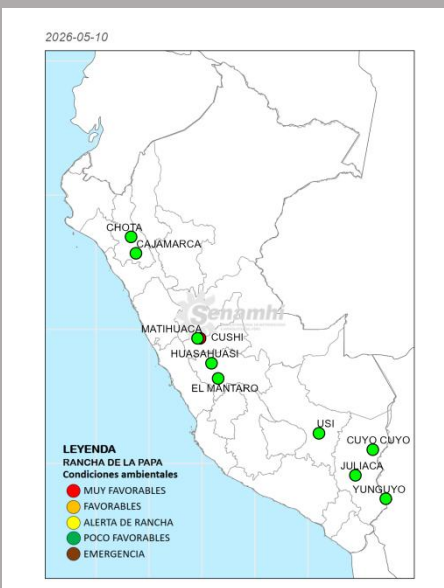 2026-05-10
CHOTA
CAJAMARCA
Senamhi
MATIHUACA
CUSHI
HUASAHUASI
EL MANTARO
USI
CUYO CUYO
JULIACA
YUNGUYO
LEYENDA
RANCHA DE LA PAPA
Condiciones ambientales
MUY FAVORABLES
FAVORABLES
ALERTA DE RANCHA
POCO FAVORABLES
EMERGENCIA